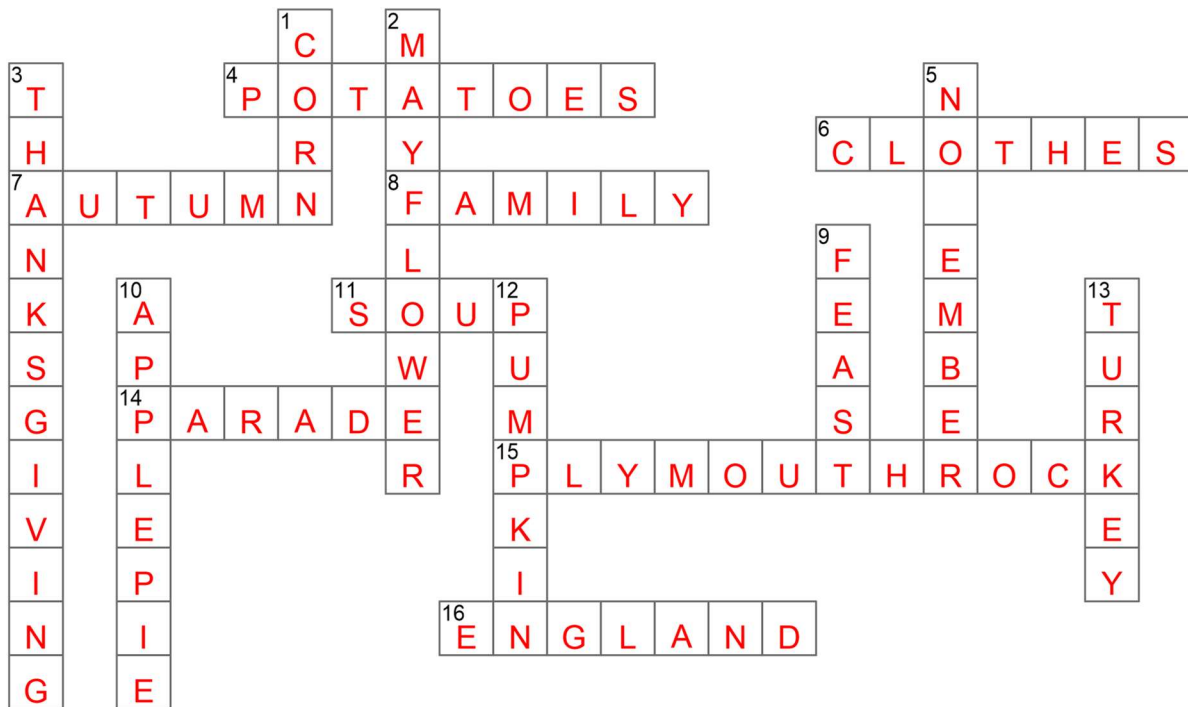 1 C 2 M
3 T 4 P O T A T O E S 5 N
H R Y 6 C L O T H E S
7 A U T U M N 8 F A M I L Y
N L 9 F E
K 10 A 11 S O U 12 P E M 13 T
S P W U A B U
G 14 P A R A D E M S E R
I L R 15 P L Y M O U T H R O C K
V E K E
I P I Y
N I 16 E N G L A N D
G E